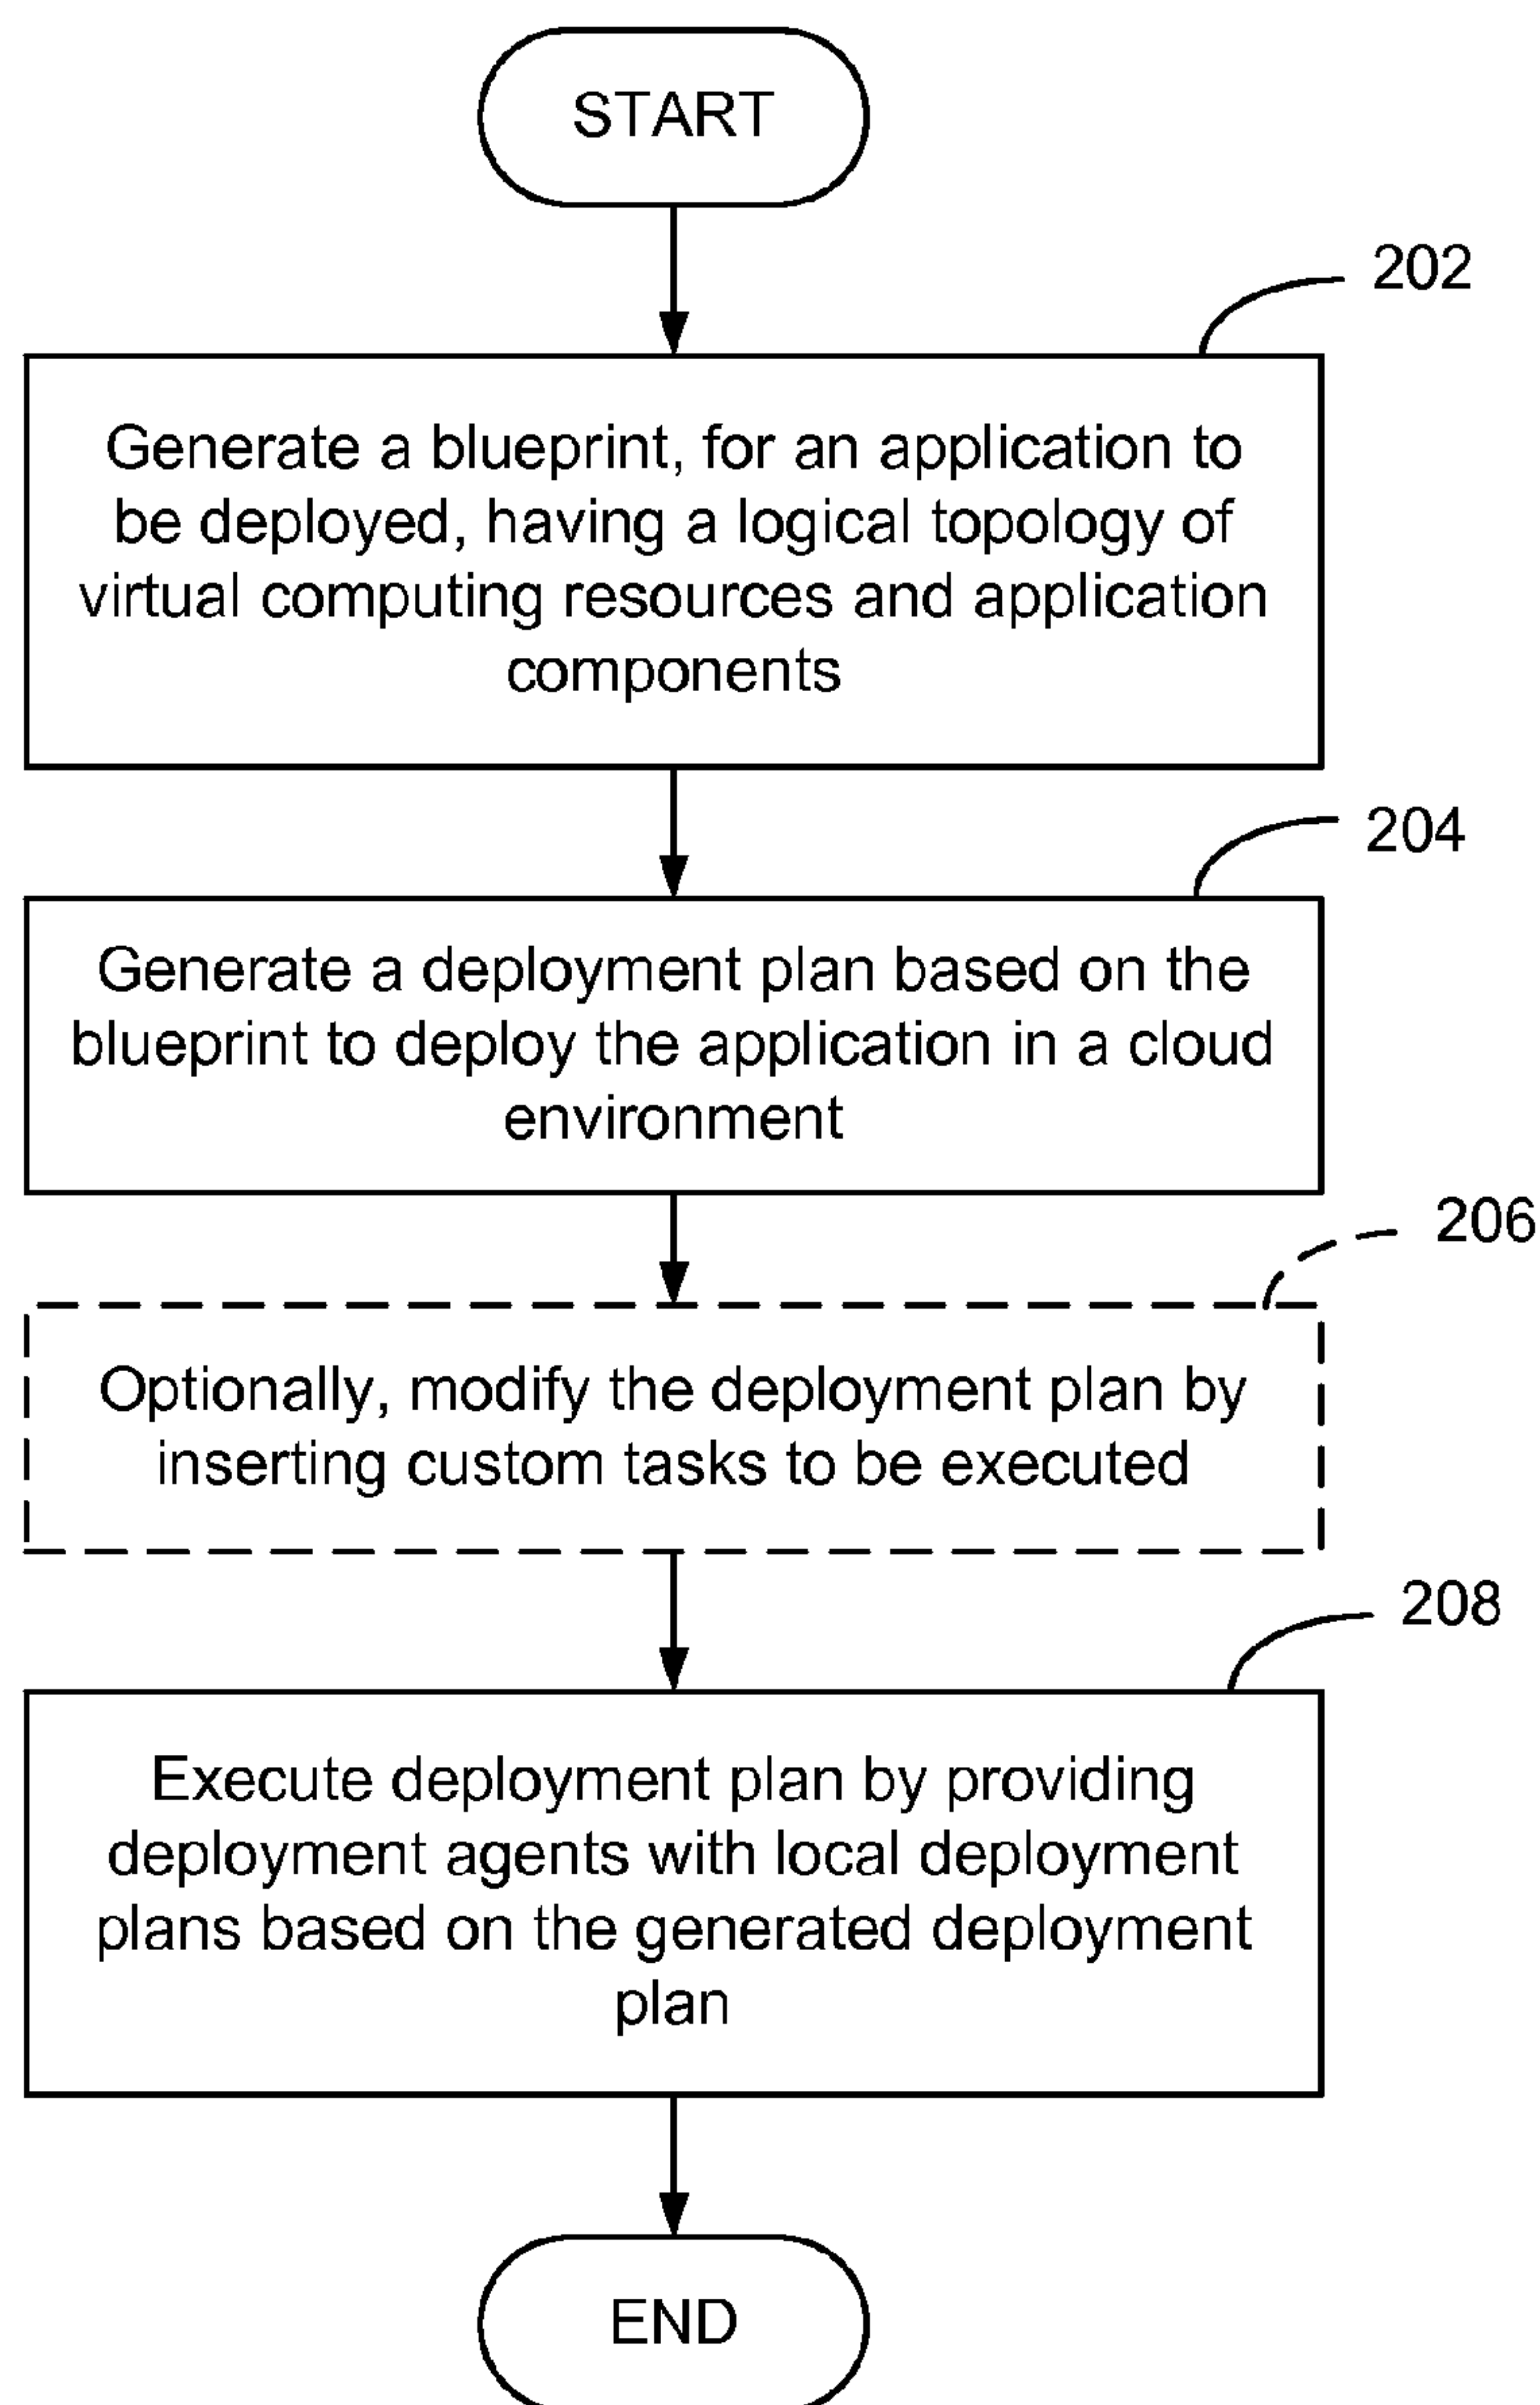 START
202
Generate a blueprint, for an application to
be deployed, having a logical topology of
virtual computing resources and application
components
204
Generate a deployment plan based on the
blueprint to deploy the application in a cloud
environment
206
Optionally, modify the deployment plan by
inserting custom tasks to be executed
208
Execute deployment plan by providing
deployment agents with local deployment
plans based on the generated deployment
plan
END